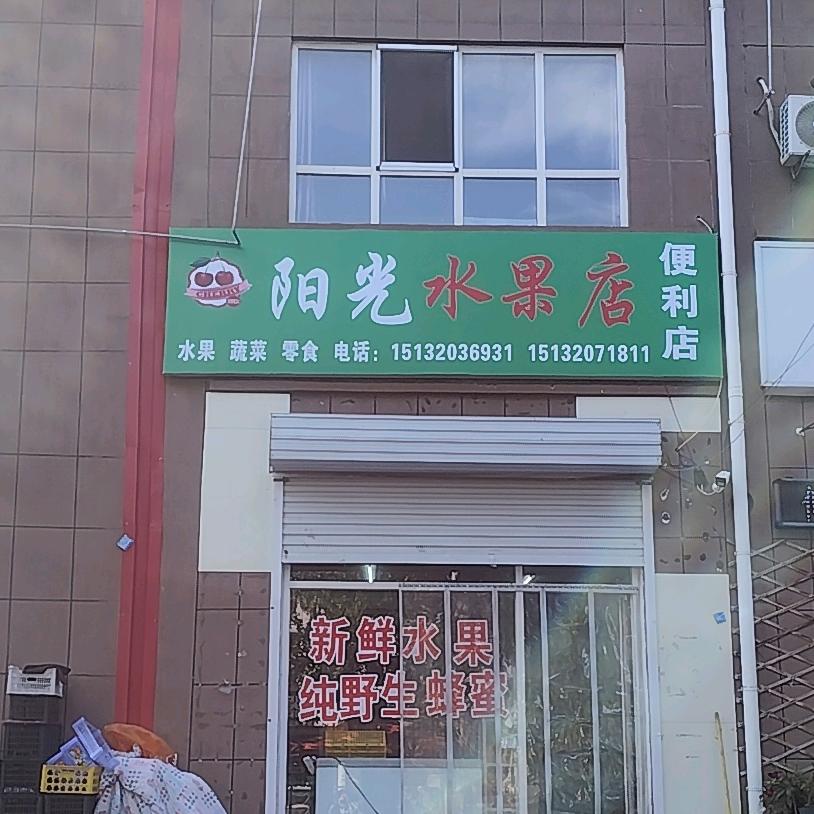 CHERRY
阳光水果店
便利店
水果 蔬菜 零食 电话：15132036931 15132071811
新鲜水果
纯野生蜂蜜